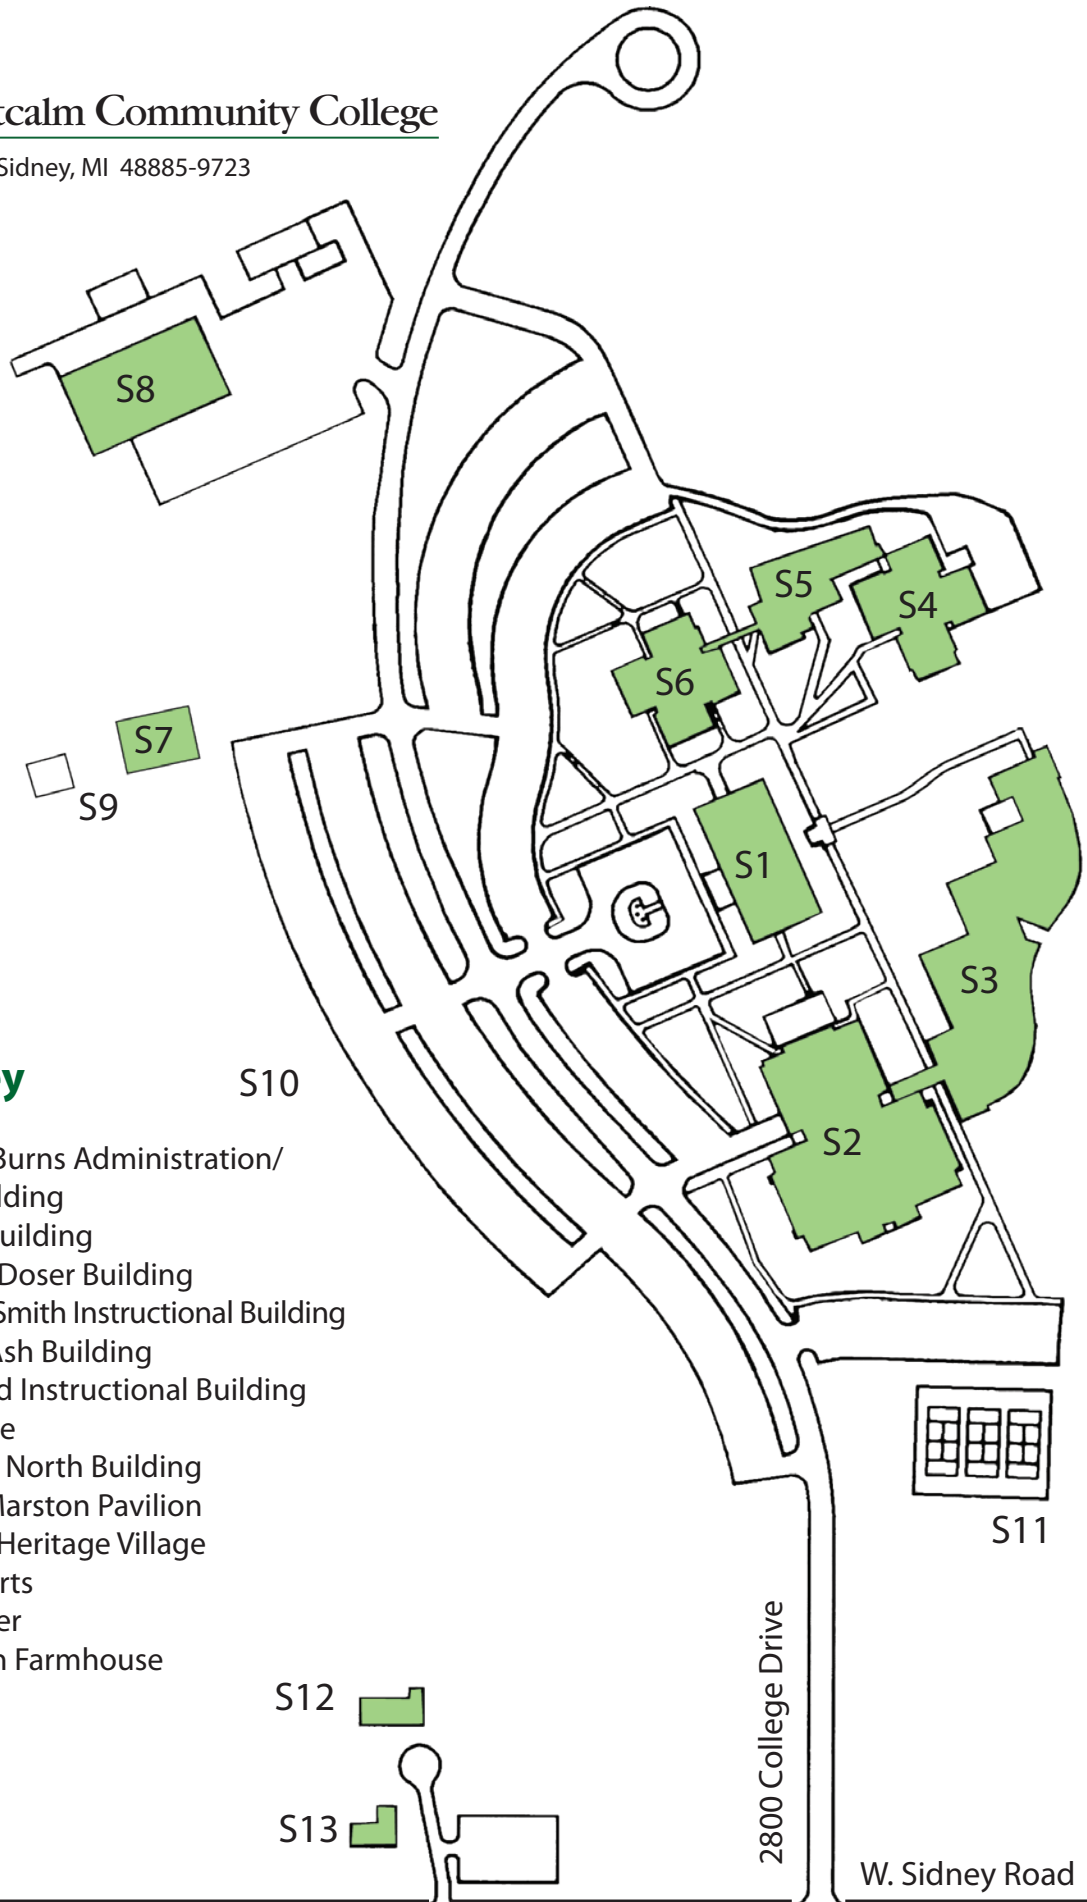 tcalm Community College
Sidney, MI 48885-9723
S8
S5
S4
S6
S7
S9
S1
S3
S10
S2
y
Burns Administration/
lding
uilding
Doser Building
Smith Instructional Building
Ash Building
d Instructional Building
e
North Building
Marston Pavilion
Heritage Village
rts
er
n Farmhouse
S11
S12
S13
2800 College Drive
W. Sidney Road